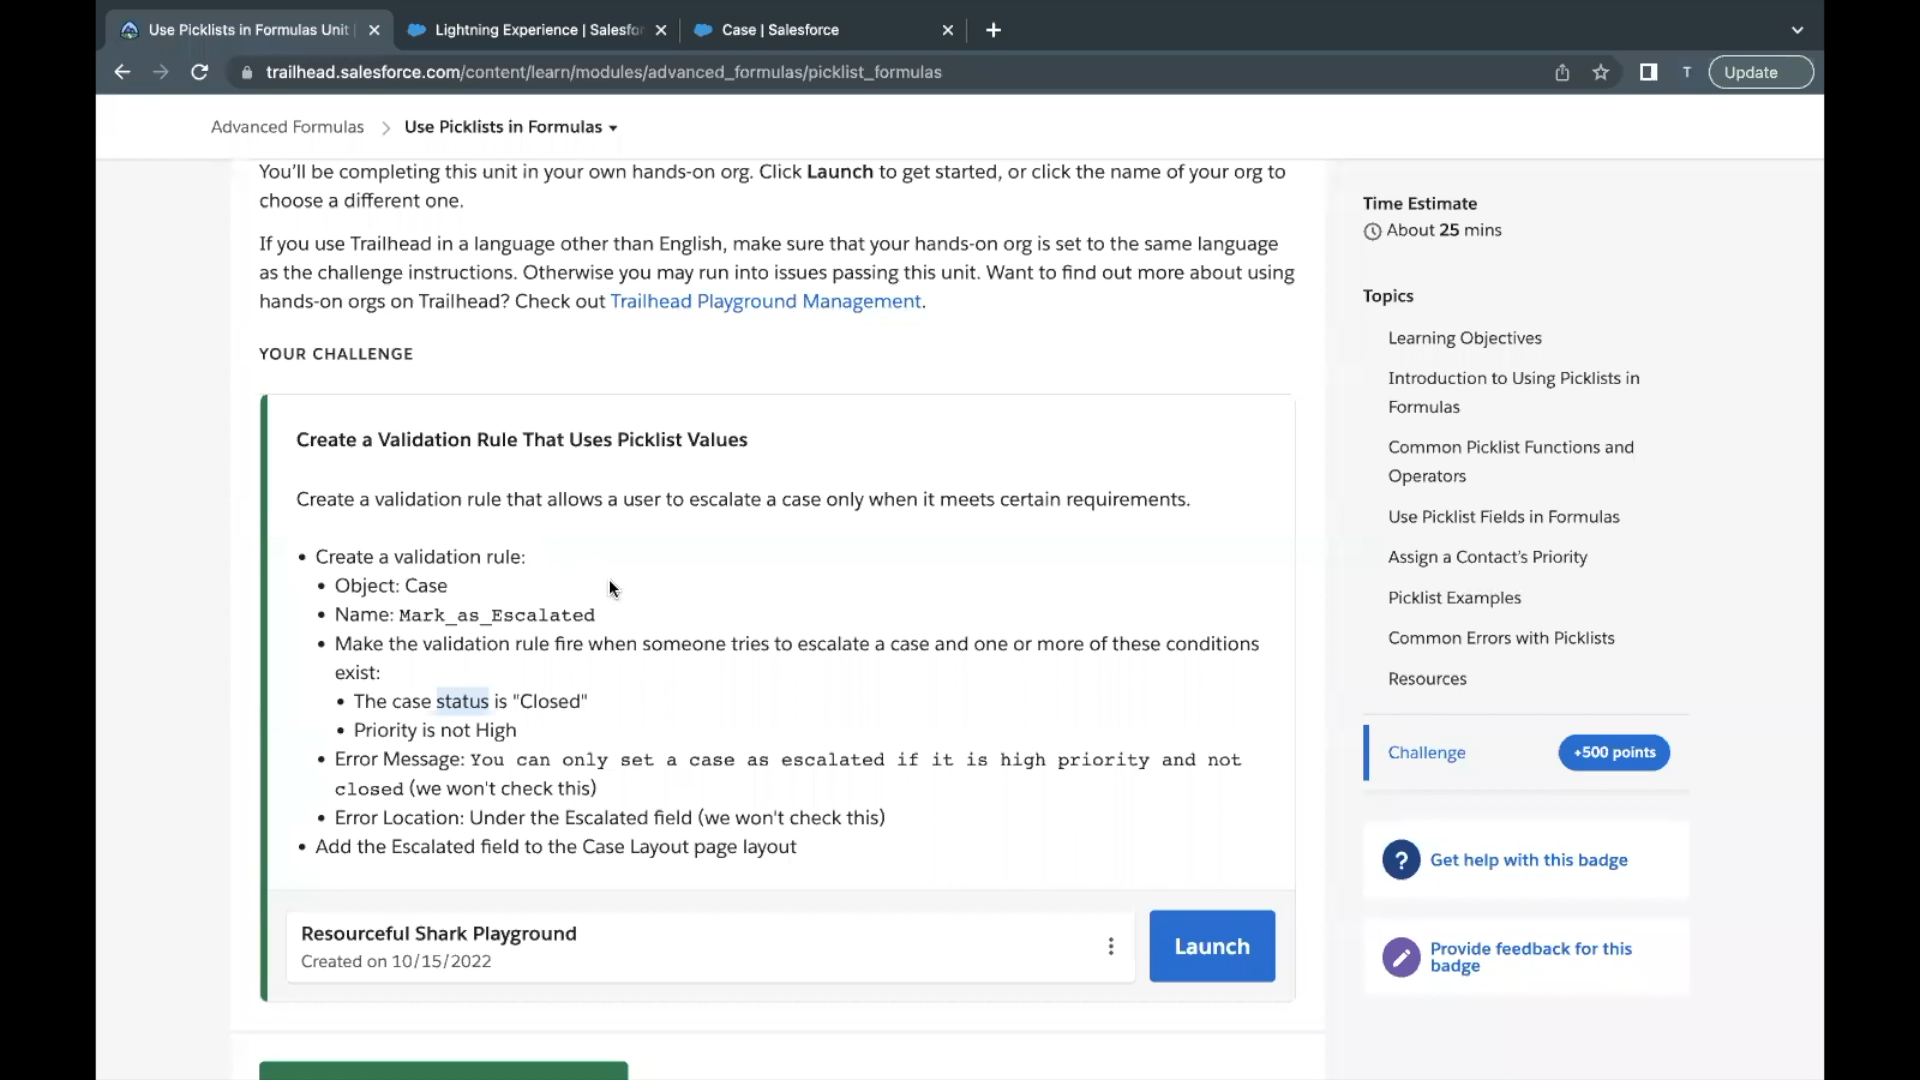 Use Picklists in Formulas Unit
Lightning Experience | Salesfor
Case | Salesforce
trailhead.salesforce.com/content/learn/modules/advanced_formulas/picklist_formulas
T
Update
Advanced Formulas
Use Picklists in Formulas
You'll be completing this unit in your own hands-on org. Click Launch to get started, or click the name of your org to
choose a different one.
If you use Trailhead in a language other than English, make sure that your hands-on org is set to the same language
as the challenge instructions. Otherwise you may run into issues passing this unit. Want to find out more about using
hands-on orgs on Trailhead? Check out Trailhead Playground Management.
YOUR CHALLENGE
Create a Validation Rule That Uses Picklist Values
Create a validation rule that allows a user to escalate a case only when it meets certain requirements.
• Create a validation rule:
• Object: Case
• Name: Mark_as_Escalated
• Make the validation rule fire when someone tries to escalate a case and one or more of these conditions
exist:
• The case status is "Closed"
• Priority is not High
• Error Message: You can only set a case as escalated if it is high priority and not
closed (we won't check this)
• Error Location: Under the Escalated field (we won't check this)
• Add the Escalated field to the Case Layout page layout
Resourceful Shark Playground
Created on 10/15/2022
Launch
Time Estimate
About 25 mins
Topics
Learning Objectives
Introduction to Using Picklists in
Formulas
Common Picklist Functions and
Operators
Use Picklist Fields in Formulas
Assign a Contact's Priority
Picklist Examples
Common Errors with Picklists
Resources
Challenge
+500 points
?
Get help with this badge
Provide feedback for this
badge